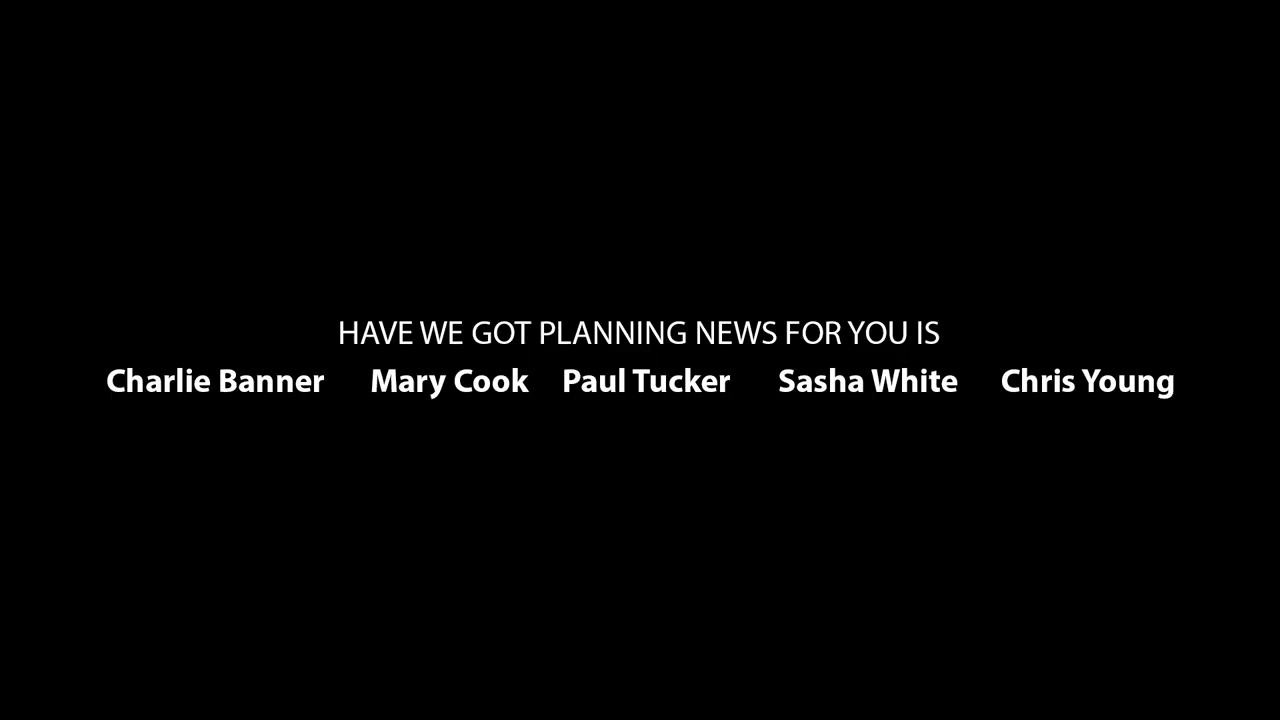 HAVE WE GOT PLANNING NEWS FOR YOU IS
Charlie Banner Mary Cook Paul Tucker Sasha White Chris Young